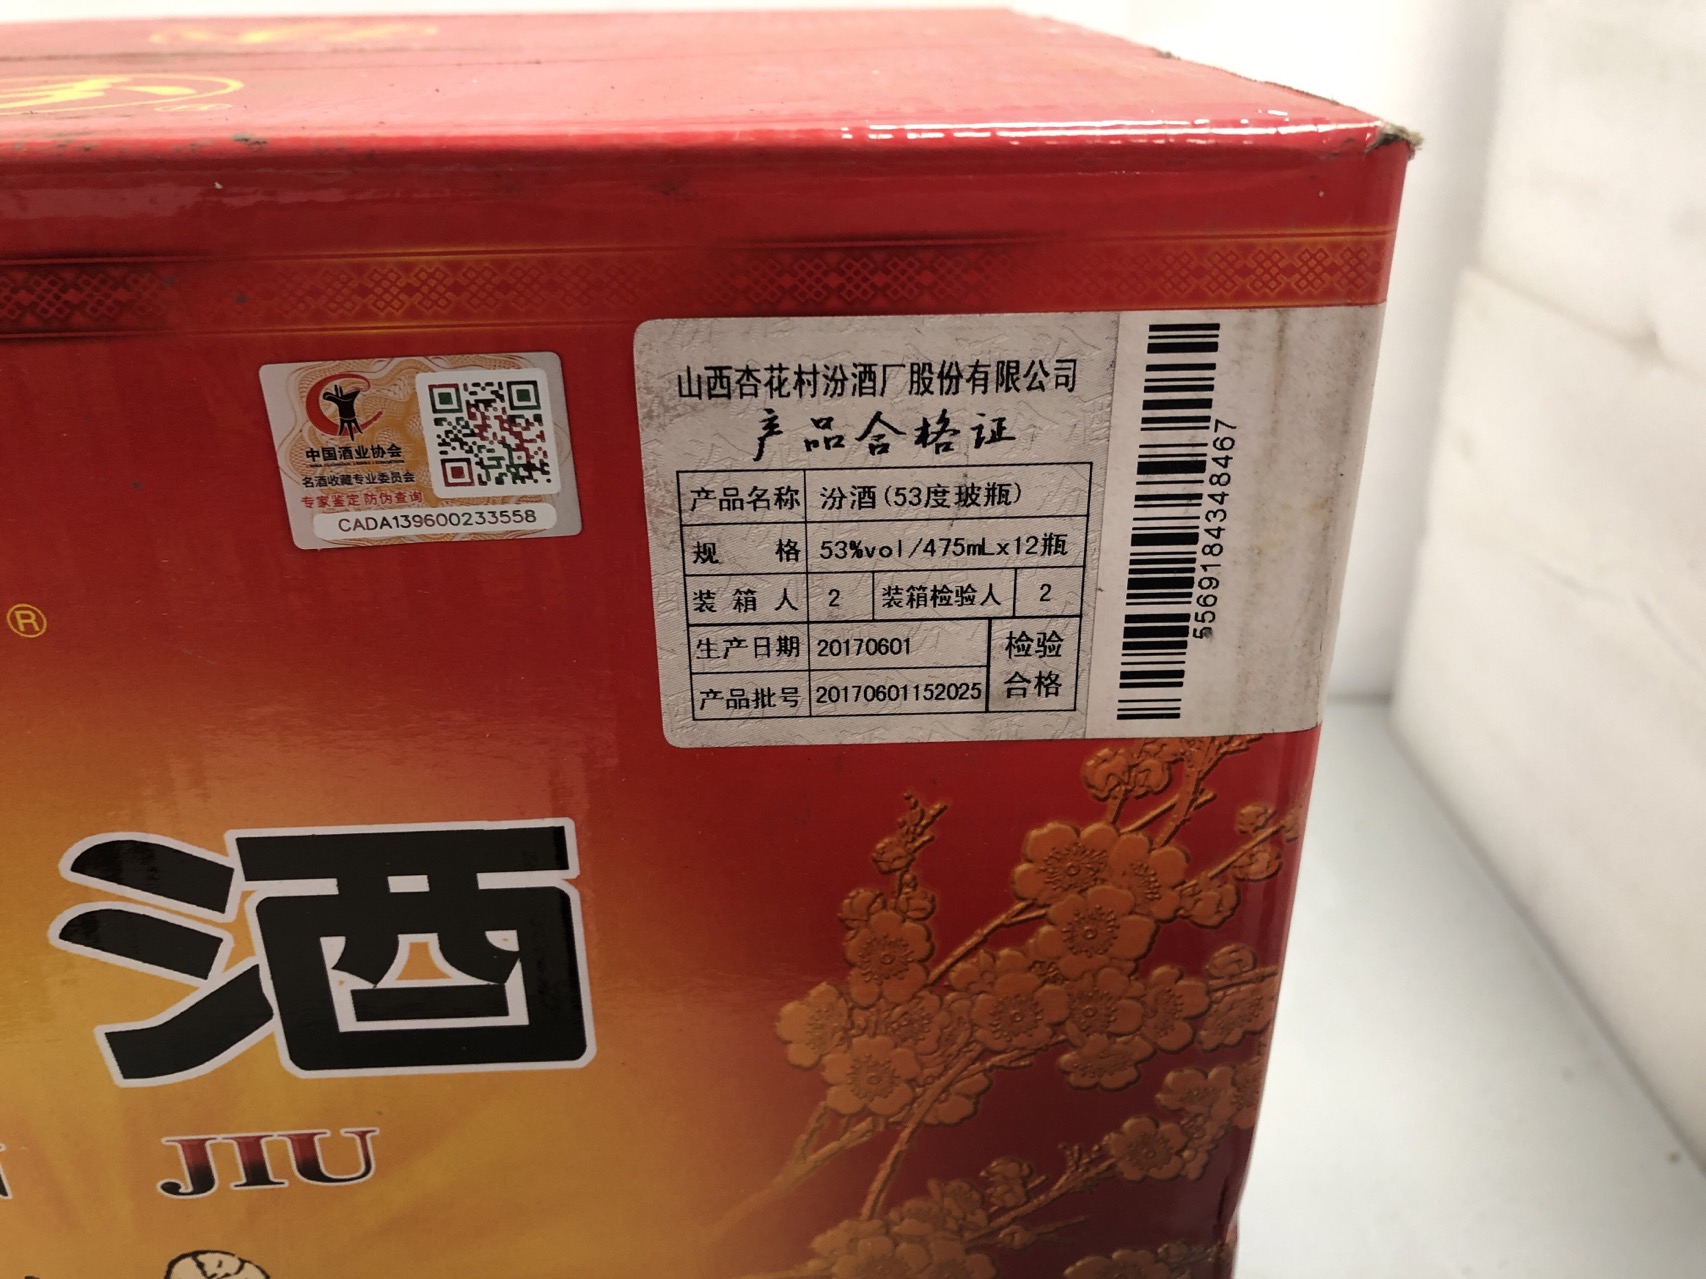 中国酒业协会
名酒收藏专业委员会
专家鉴定 防伪查询
CADA139600233558
山西杏花村汾酒厂股份有限公司
产品合格证
产品名称 汾酒(53度玻瓶)
规 格 53%vol/475mLx12瓶
装 箱 人 2 装箱检验人 2
生产日期 20170601 检验
产品批号 20170601152025 合格
5569184348467
®
酒
JIU